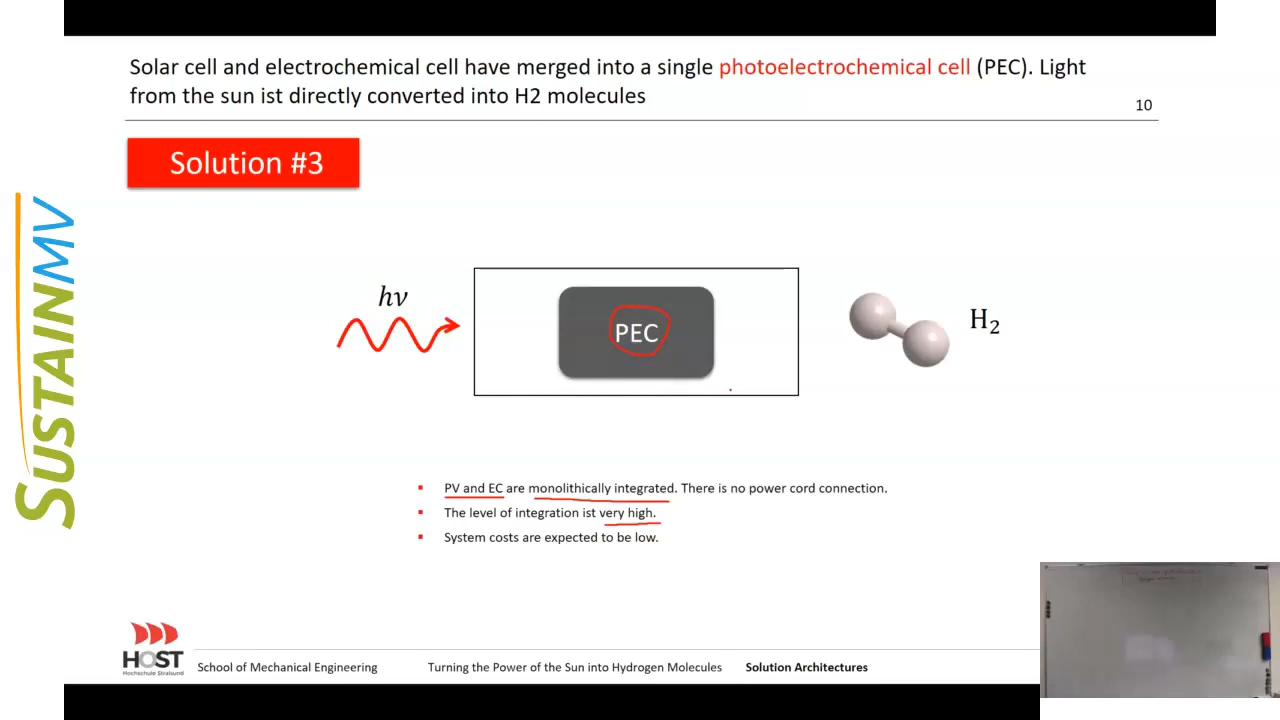 Solar cell and electrochemical cell have merged into a single photoelectrochemical cell (PEC). Light
from the sun ist directly converted into H2 molecules
10
Solution #3
SUSTAINMV
hν
PEC
H₂
▪ PV and EC are monolithically integrated. There is no power cord connection.
▪ The level of integration ist very high.
▪ System costs are expected to be low.
HOST
Hochschule Stralsund
School of Mechanical Engineering
Turning the Power of the Sun into Hydrogen Molecules
Solution Architectures